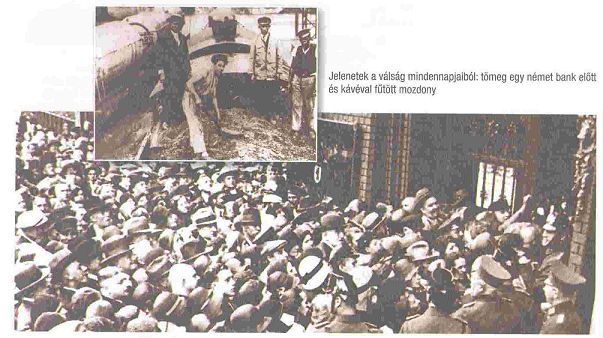 Jelenetek a válság mindennapjaiból: tömeg egy német bank előtt
és kávéval fűtött mozdony